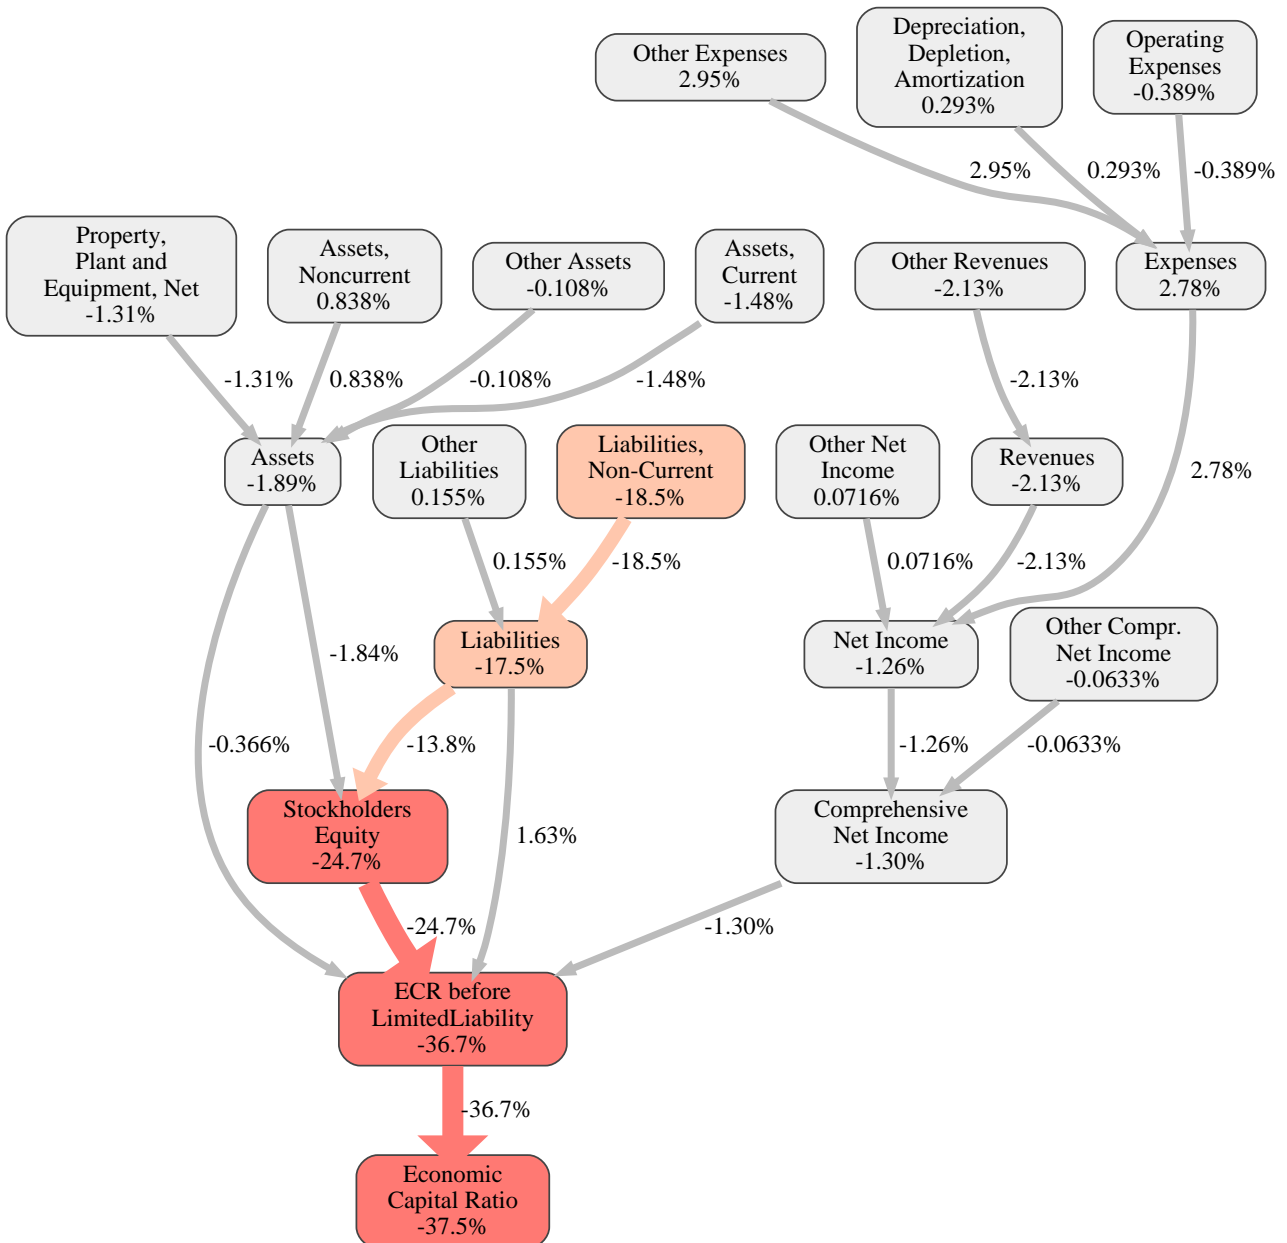 Other Expenses
2.95%
Depreciation,
Depletion,
Amortization
0.293%
Operating
Expenses
-0.389%
2.95%
0.293%
-0.389%
Property,
Plant and
Equipment, Net
-1.31%
Assets,
Noncurrent
0.838%
Other Assets
-0.108%
Assets,
Current
-1.48%
Other Revenues
-2.13%
Expenses
2.78%
-1.31%
0.838%
-0.108%
-1.48%
-2.13%
Assets
-1.89%
Other
Liabilities
0.155%
Liabilities,
Non-Current
-18.5%
Other Net
Income
0.0716%
Revenues
-2.13%
2.78%
0.155%
-18.5%
0.0716%
-2.13%
Liabilities
-17.5%
Net Income
-1.26%
Other Compr.
Net Income
-0.0633%
-1.84%
-0.366%
-13.8%
-1.26%
-0.0633%
Stockholders
Equity
-24.7%
1.63%
Comprehensive
Net Income
-1.30%
-24.7%
-1.30%
ECR before
LimitedLiability
-36.7%
-36.7%
Economic
Capital Ratio
-37.5%